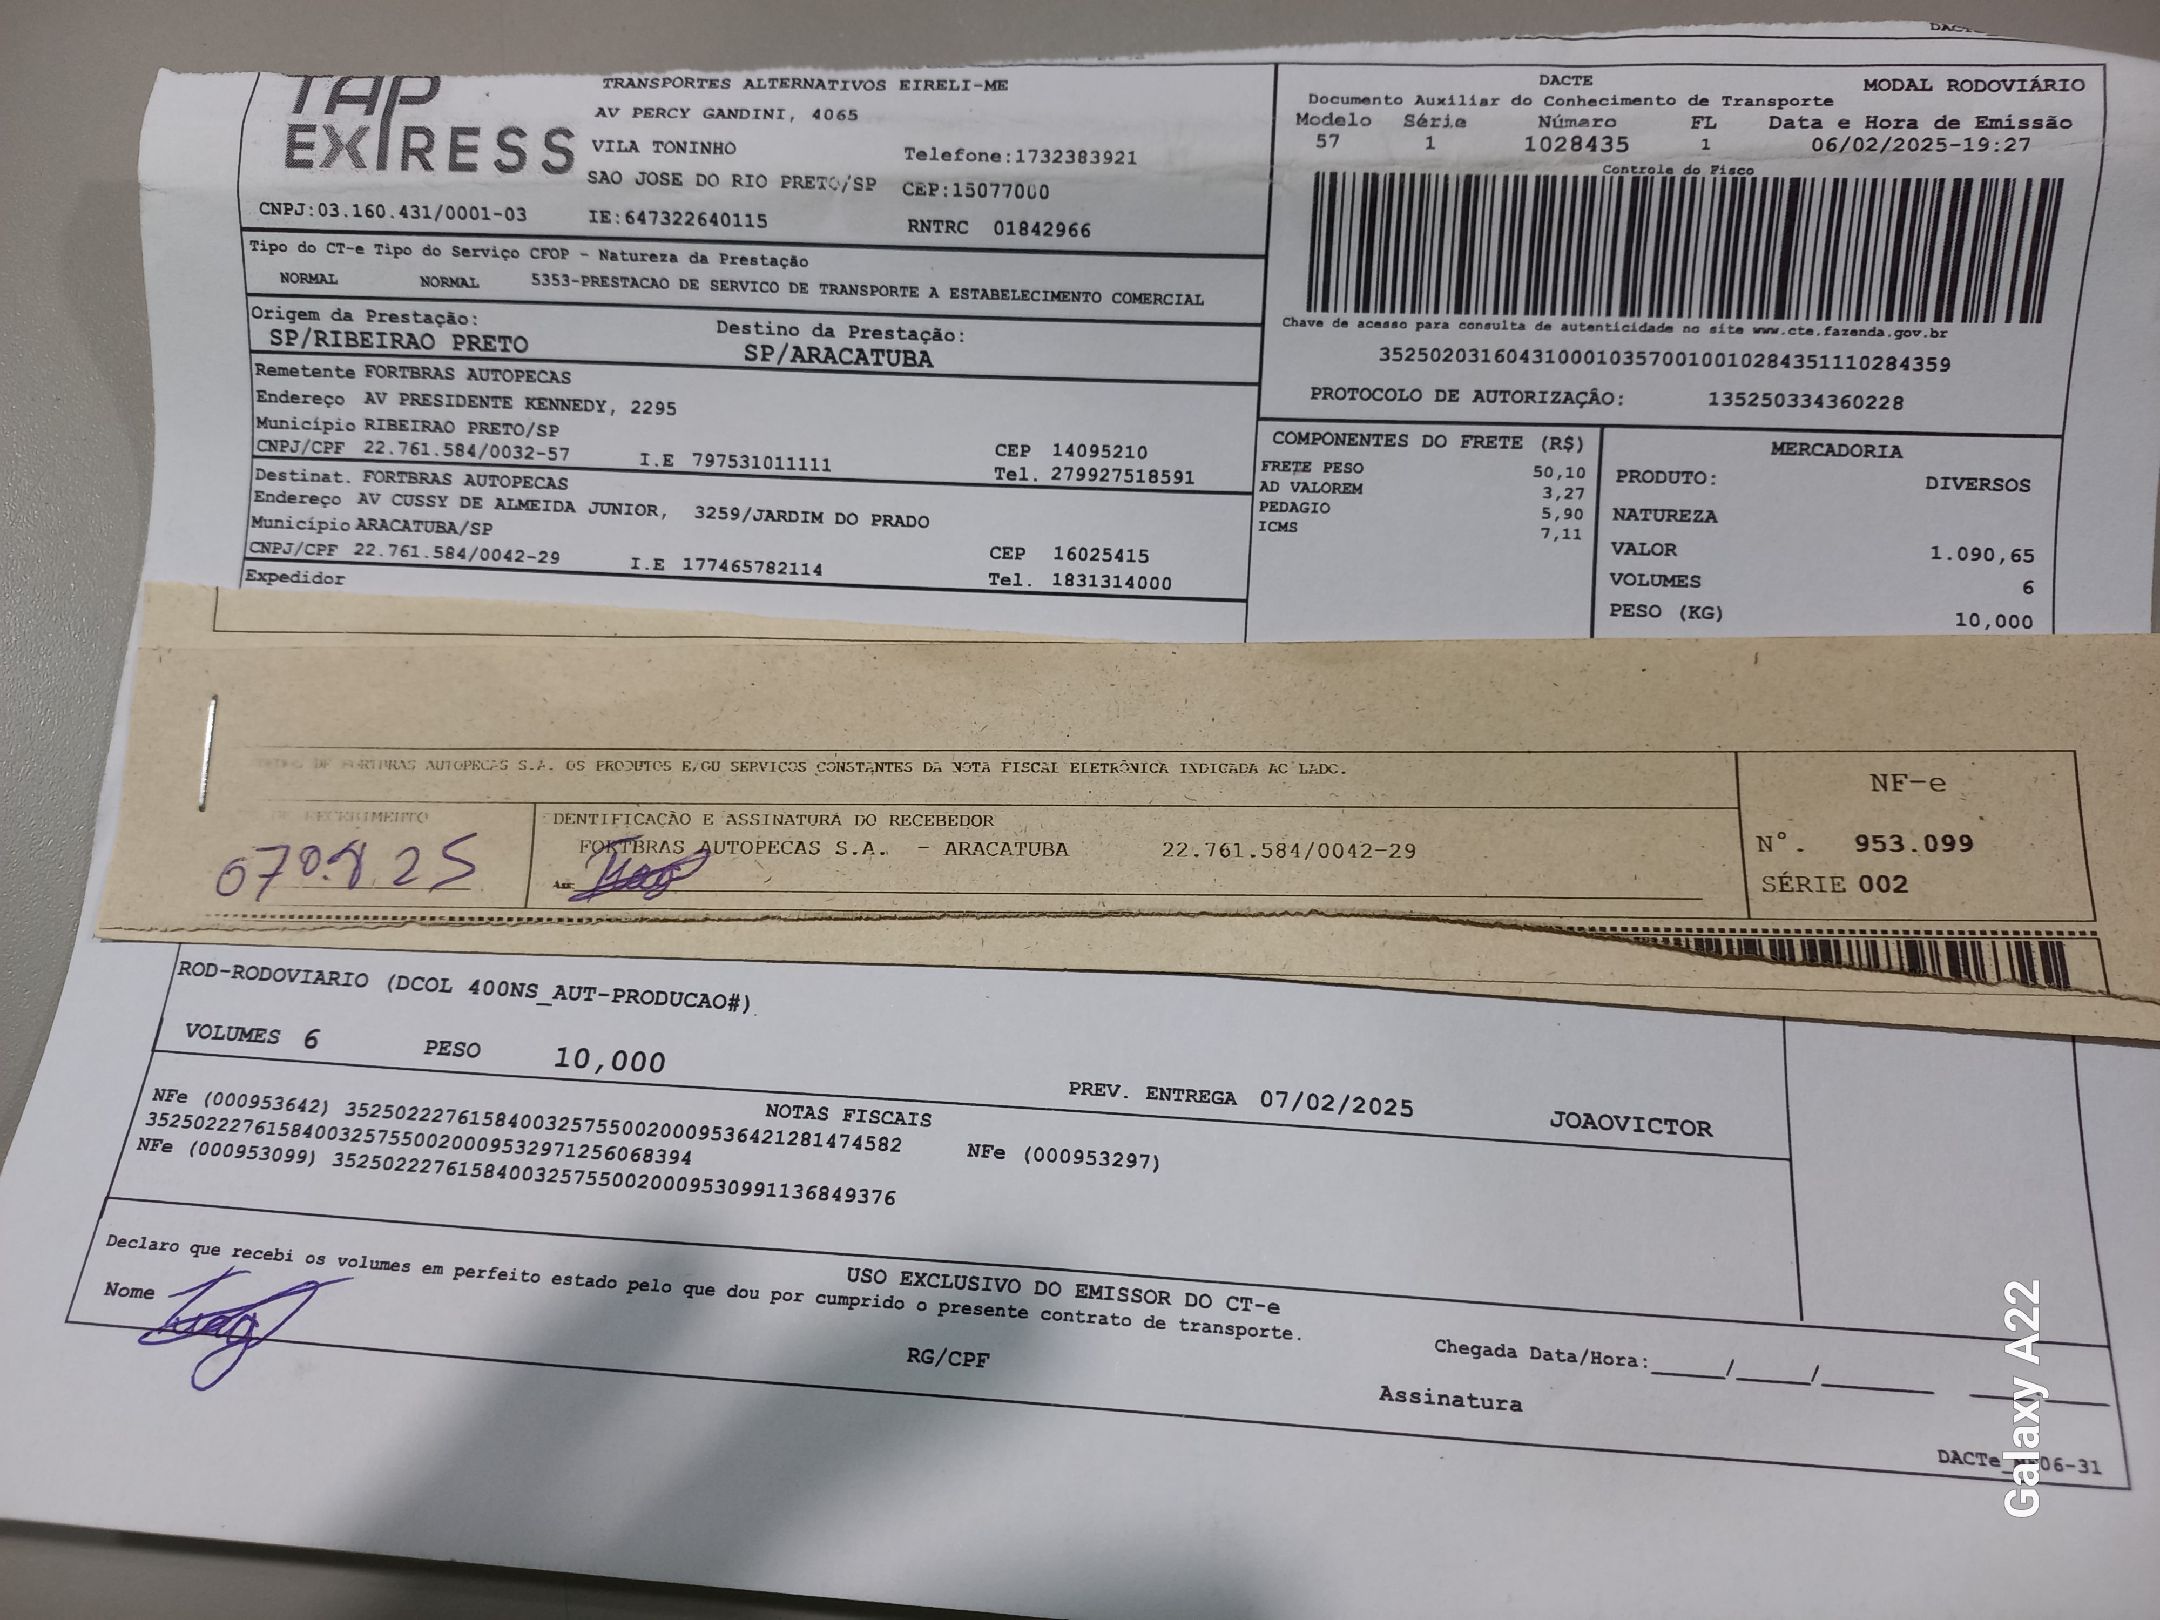 TAP
EXPRESS
TRANSPORTES ALTERNATIVOS EIRELI-ME
AV PERCY GANDINI, 4065
VILA TONINHO
Telefone:1732383921
SAO JOSE DO RIO PRETO/SP CEP:15077000
CNPJ:03.160.431/0001-03 IE:647322640115 RNTRC 01842966
DACTE MODAL RODOVIÁRIO
Documento Auxiliar do Conhecimento de Transporte
Modelo Série Número FL Data e Hora de Emissão
57 1 1028435 1 06/02/2025-19:27
Controle do Fisco
Chave de acesso para consulta de autenticidade no site www.cte.fazenda.gov.br
35250203160431000103570010010284351110284359
PROTOCOLO DE AUTORIZAÇÃO: 135250334360228
Tipo do CT-e Tipo do Serviço CFOP - Natureza da Prestação
NORMAL NORMAL 5353-PRESTACAO DE SERVICO DE TRANSPORTE A ESTABELECIMENTO COMERCIAL
Origem da Prestação: Destino da Prestação:
SP/RIBEIRAO PRETO SP/ARACATUBA
Remetente FORTBRAS AUTOPECAS
Endereço AV PRESIDENTE KENNEDY, 2295
Município RIBEIRAO PRETO/SP CEP 14095210
CNPJ/CPF 22.761.584/0032-57 I.E 797531011111 Tel. 279927518591
Destinat. FORTBRAS AUTOPECAS
Endereço AV CUSSY DE ALMEIDA JUNIOR, 3259/JARDIM DO PRADO
Município ARACATUBA/SP CEP 16025415
CNPJ/CPF 22.761.584/0042-29 I.E 177465782114 Tel. 1831314000
Expedidor
COMPONENTES DO FRETE (R$)
FRETE PESO 50,10
AD VALOREM 3,27
PEDAGIO 5,90
ICMS 7,11
MERCADORIA
PRODUTO: DIVERSOS
NATUREZA
VALOR 1.090,65
VOLUMES 6
PESO (KG) 10,000
DE FORTBRAS AUTOPECAS S.A. OS PRODUTOS E/OU SERVICOS CONSTANTES DA NOTA FISCAL ELETRÔNICA INDICADA AO LADO.
DE RECEBIMENTO
DENTIFICAÇÃO E ASSINATURA DO RECEBEDOR
FORTBRAS AUTOPECAS S.A. - ARACATUBA 22.761.584/0042-29
Ass:
NF-e
N°. 953.099
SÉRIE 002
ROD-RODOVIARIO (DCOL 400NS_AUT-PRODUCAO#)
VOLUMES 6 PESO 10,000 PREV. ENTREGA 07/02/2025 JOAOVICTOR
NOTAS FISCAIS
NFe (000953642) 35250222761584003257550020009536421281474582 NFe (000953297)
35250222761584003257550020009532971256068394
NFe (000953099) 35250222761584003257550020009530991136849376
USO EXCLUSIVO DO EMISSOR DO CT-e
Declaro que recebi os volumes em perfeito estado pelo que dou por cumprido o presente contrato de transporte.
Nome RG/CPF Chegada Data/Hora:____/____/____
Assinatura
Galaxy A22